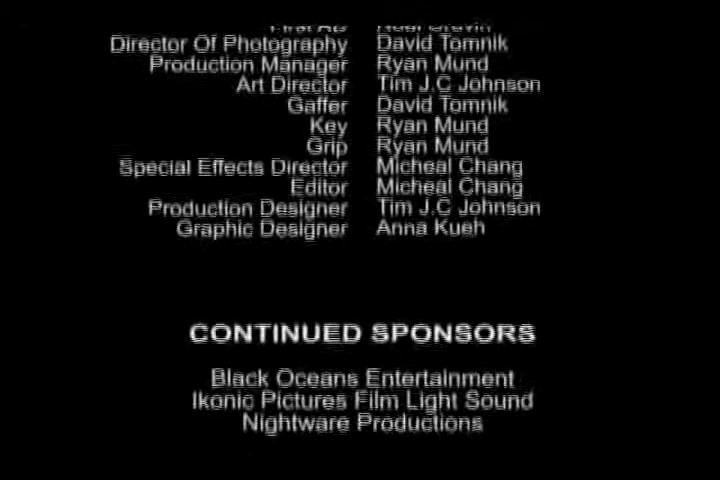 Director Of Photography David Tomnik
Production Manager Ryan Mund
Art Director Tim J.C Johnson
Gaffer David Tomnik
Key Ryan Mund
Grip Ryan Mund
Special Effects Director Micheal Chang
Editor Micheal Chang
Production Designer Tim J.C Johnson
Graphic Designer Anna Kueh
CONTINUED SPONSORS
Black Oceans Entertainment
Ikonic Pictures Film Light Sound
Nightware Productions